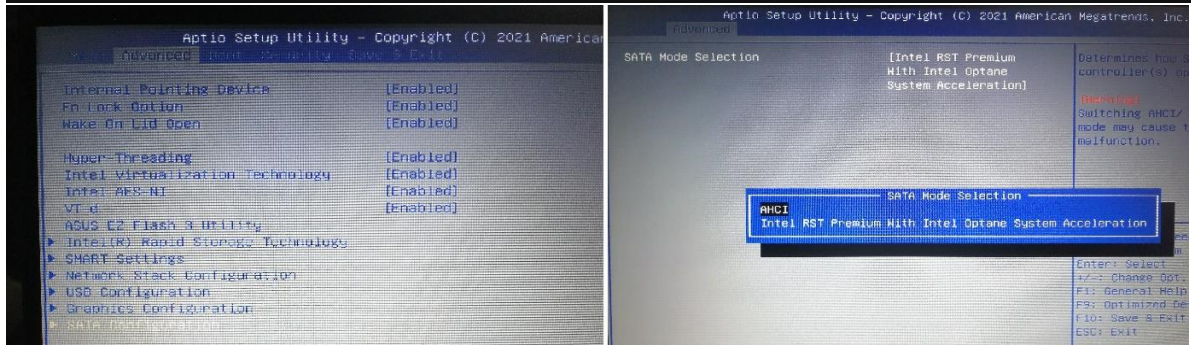 Aptio Setup Utility – Copyright (C) 2021 American
Advanced Boot Security Save & Exit
Internal Pointing Device [Enabled]
Fn Lock Option [Enabled]
Wake On Lid Open [Enabled]
Hyper-Threading [Enabled]
Intel Virtualization Technology [Enabled]
Intel AES-NI [Enabled]
VT-d [Enabled]
ASUS EZ Flash 3 Utility
Intel(R) Rapid Storage Technology
SMART Settings
Network Stack Configuration
USB Configuration
Graphics Configuration
SATA Configuration
Aptio Setup Utility – Copyright (C) 2021 American Megatrends, Inc.
Advanced
SATA Mode Selection [Intel RST Premium
With Intel Optane
System Acceleration]
Determines how
controller(s)
[Warning]
Switching AHCI/
mode may cause
malfunction.
SATA Mode Selection
AHCI
Intel RST Premium With Intel Optane System Acceleration
Enter: Select
+/-: Change Opt.
F1: General Help
F9: Optimized
F10: Save & Exit
ESC: Exit